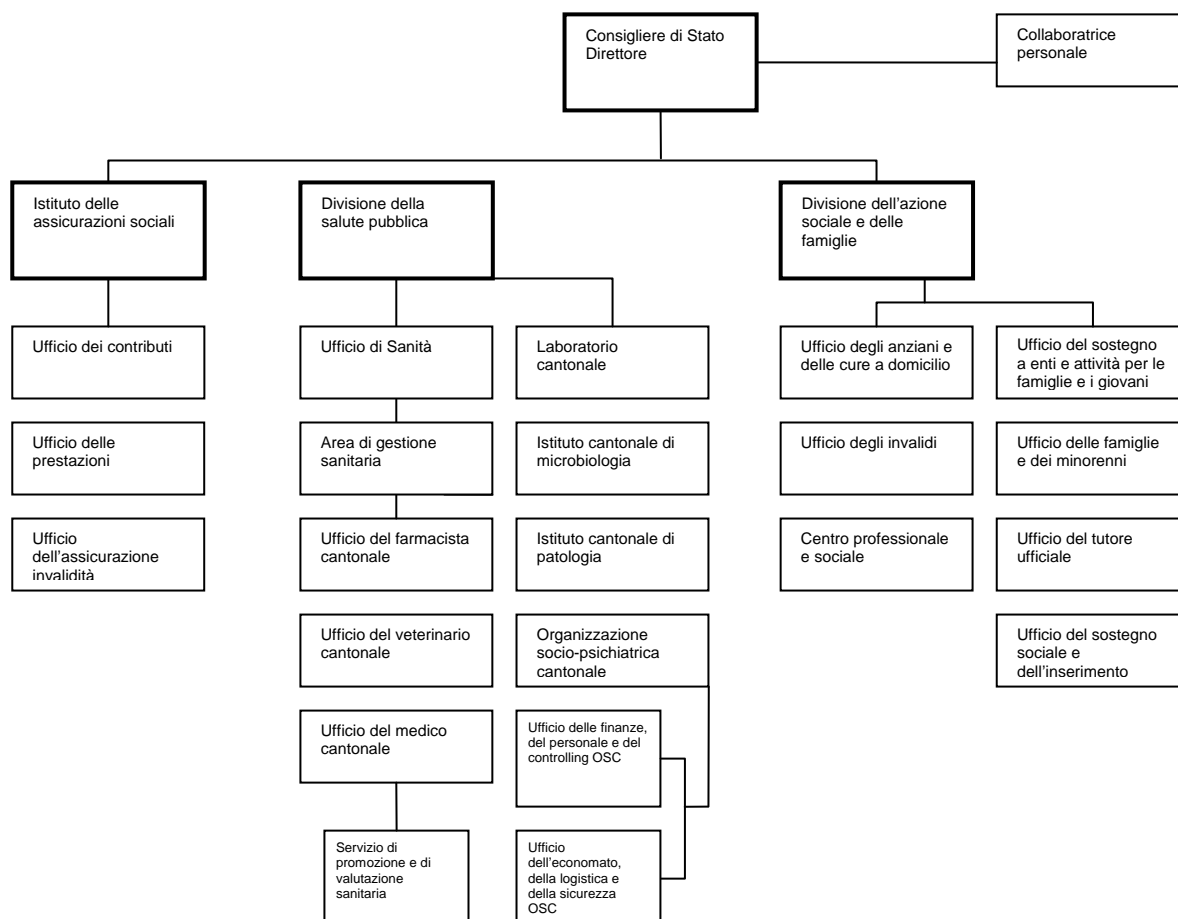 Consigliere di Stato
Direttore
Collaboratrice
personale
Istituto delle
assicurazioni sociali
Divisione della
salute pubblica
Divisione dell’azione
sociale e delle
famiglie
Ufficio dei contributi
Ufficio di Sanità
Laboratorio
cantonale
Ufficio degli anziani e
delle cure a domicilio
Ufficio del sostegno
a enti e attività per le
famiglie e i giovani
Ufficio delle
prestazioni
Area di gestione
sanitaria
Istituto cantonale di
microbiologia
Ufficio degli invalidi
Ufficio delle famiglie
e dei minorenni
Ufficio
dell’assicurazione
invalidità
Ufficio del farmacista
cantonale
Istituto cantonale di
patologia
Centro professionale
e sociale
Ufficio del tutore
ufficiale
Ufficio del veterinario
cantonale
Organizzazione
socio-psichiatrica
cantonale
Ufficio del sostegno
sociale e
dell’inserimento
Ufficio del medico
cantonale
Ufficio delle finanze,
del personale e del
controlling OSC
Servizio di
promozione e di
valutazione
sanitaria
Ufficio
dell’economato,
della logistica e
della sicurezza
OSC